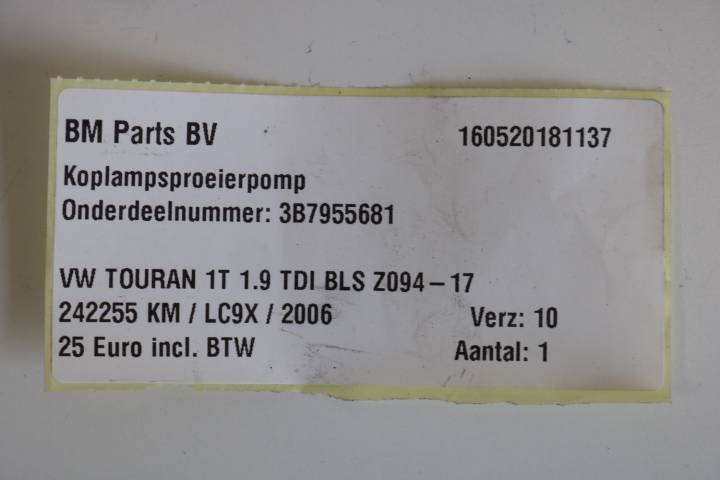 BM Parts BV 160520181137
Koplampsproeierpomp
Onderdeelnummer: 3B7955681
VW TOURAN 1T 1.9 TDI BLS Z094-17
242255 KM / LC9X / 2006 Verz: 10
25 Euro incl. BTW Aantal: 1